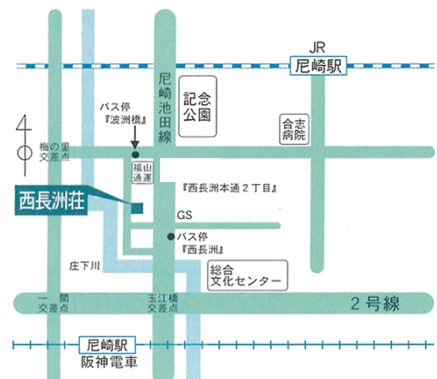 JR
尼崎駅
尼崎池田線
記念
公園
バス停
『波洲橋』
合志
病院
梅の里
交差点
福山
通運
『西長洲本通2丁目』
西長洲荘
GS
バス停
『西長洲』
庄下川
総合
文化センター
一間
交差点
玉江橋
交差点
2号線
尼崎駅
阪神電車